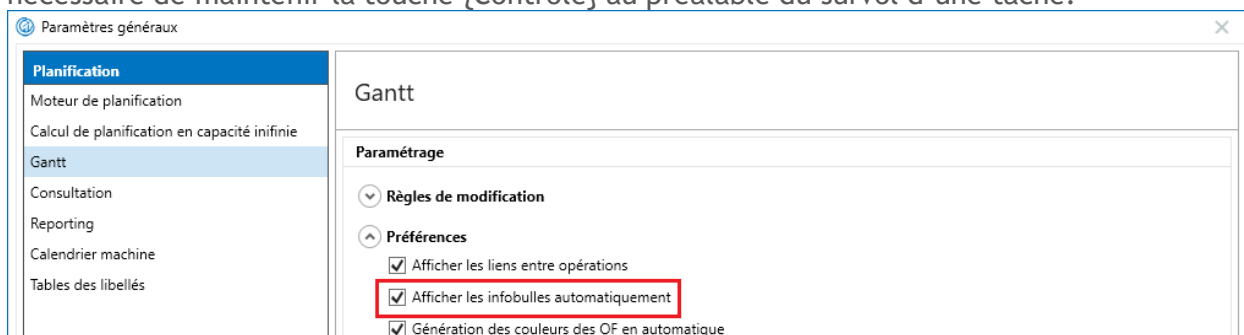 nécessaire de maintenir la touche {Contrôle} au préalable du survol d'une tâche.
Paramètres généraux
Planification
Moteur de planification
Calcul de planification en capacité inifinie
Gantt
Consultation
Reporting
Calendrier machine
Tables des libellés
Gantt
Paramétrage
Règles de modification
Préférences
Afficher les liens entre opérations
Afficher les infobulles automatiquement
Génération des couleurs des OF en automatique